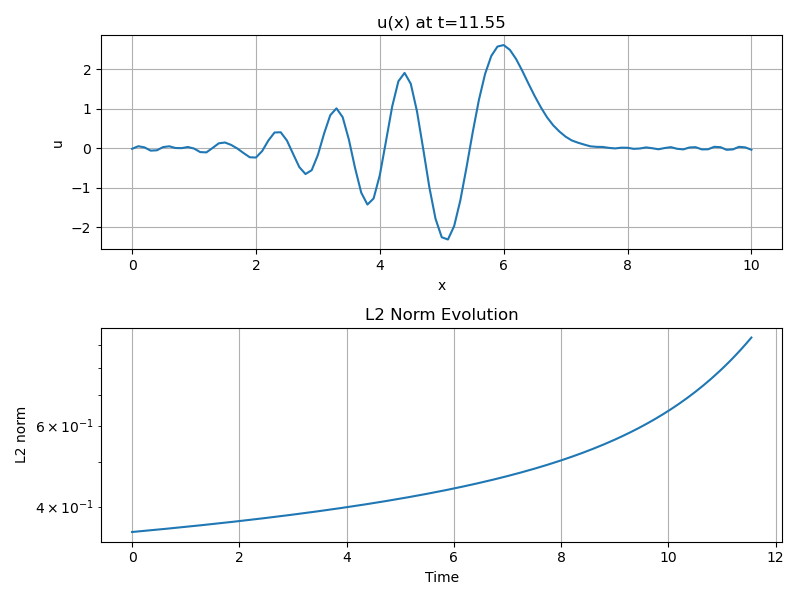 u(x) at t=11.55
u
2
1
0
−1
−2
0 2 4 6 8 10
x
L2 Norm Evolution
L2 norm
6 × 10⁻¹
4 × 10⁻¹
0 2 4 6 8 10 12
Time